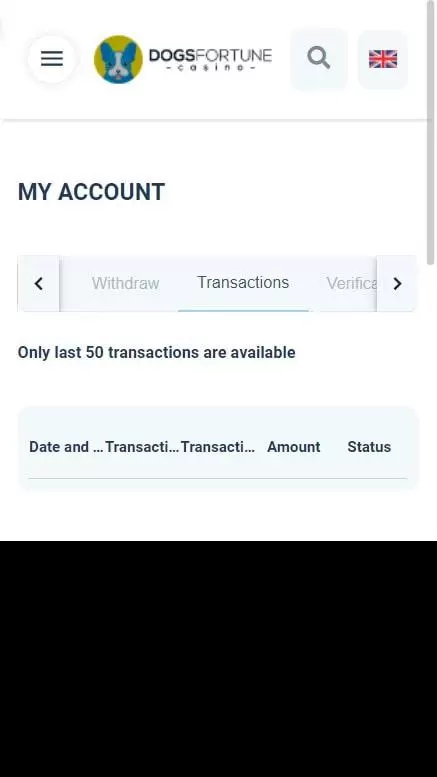 DOGSFORTUNE
casino
MY ACCOUNT
Withdraw Transactions Verifica
Only last 50 transactions are available
Date and ... Transacti... Transacti... Amount Status